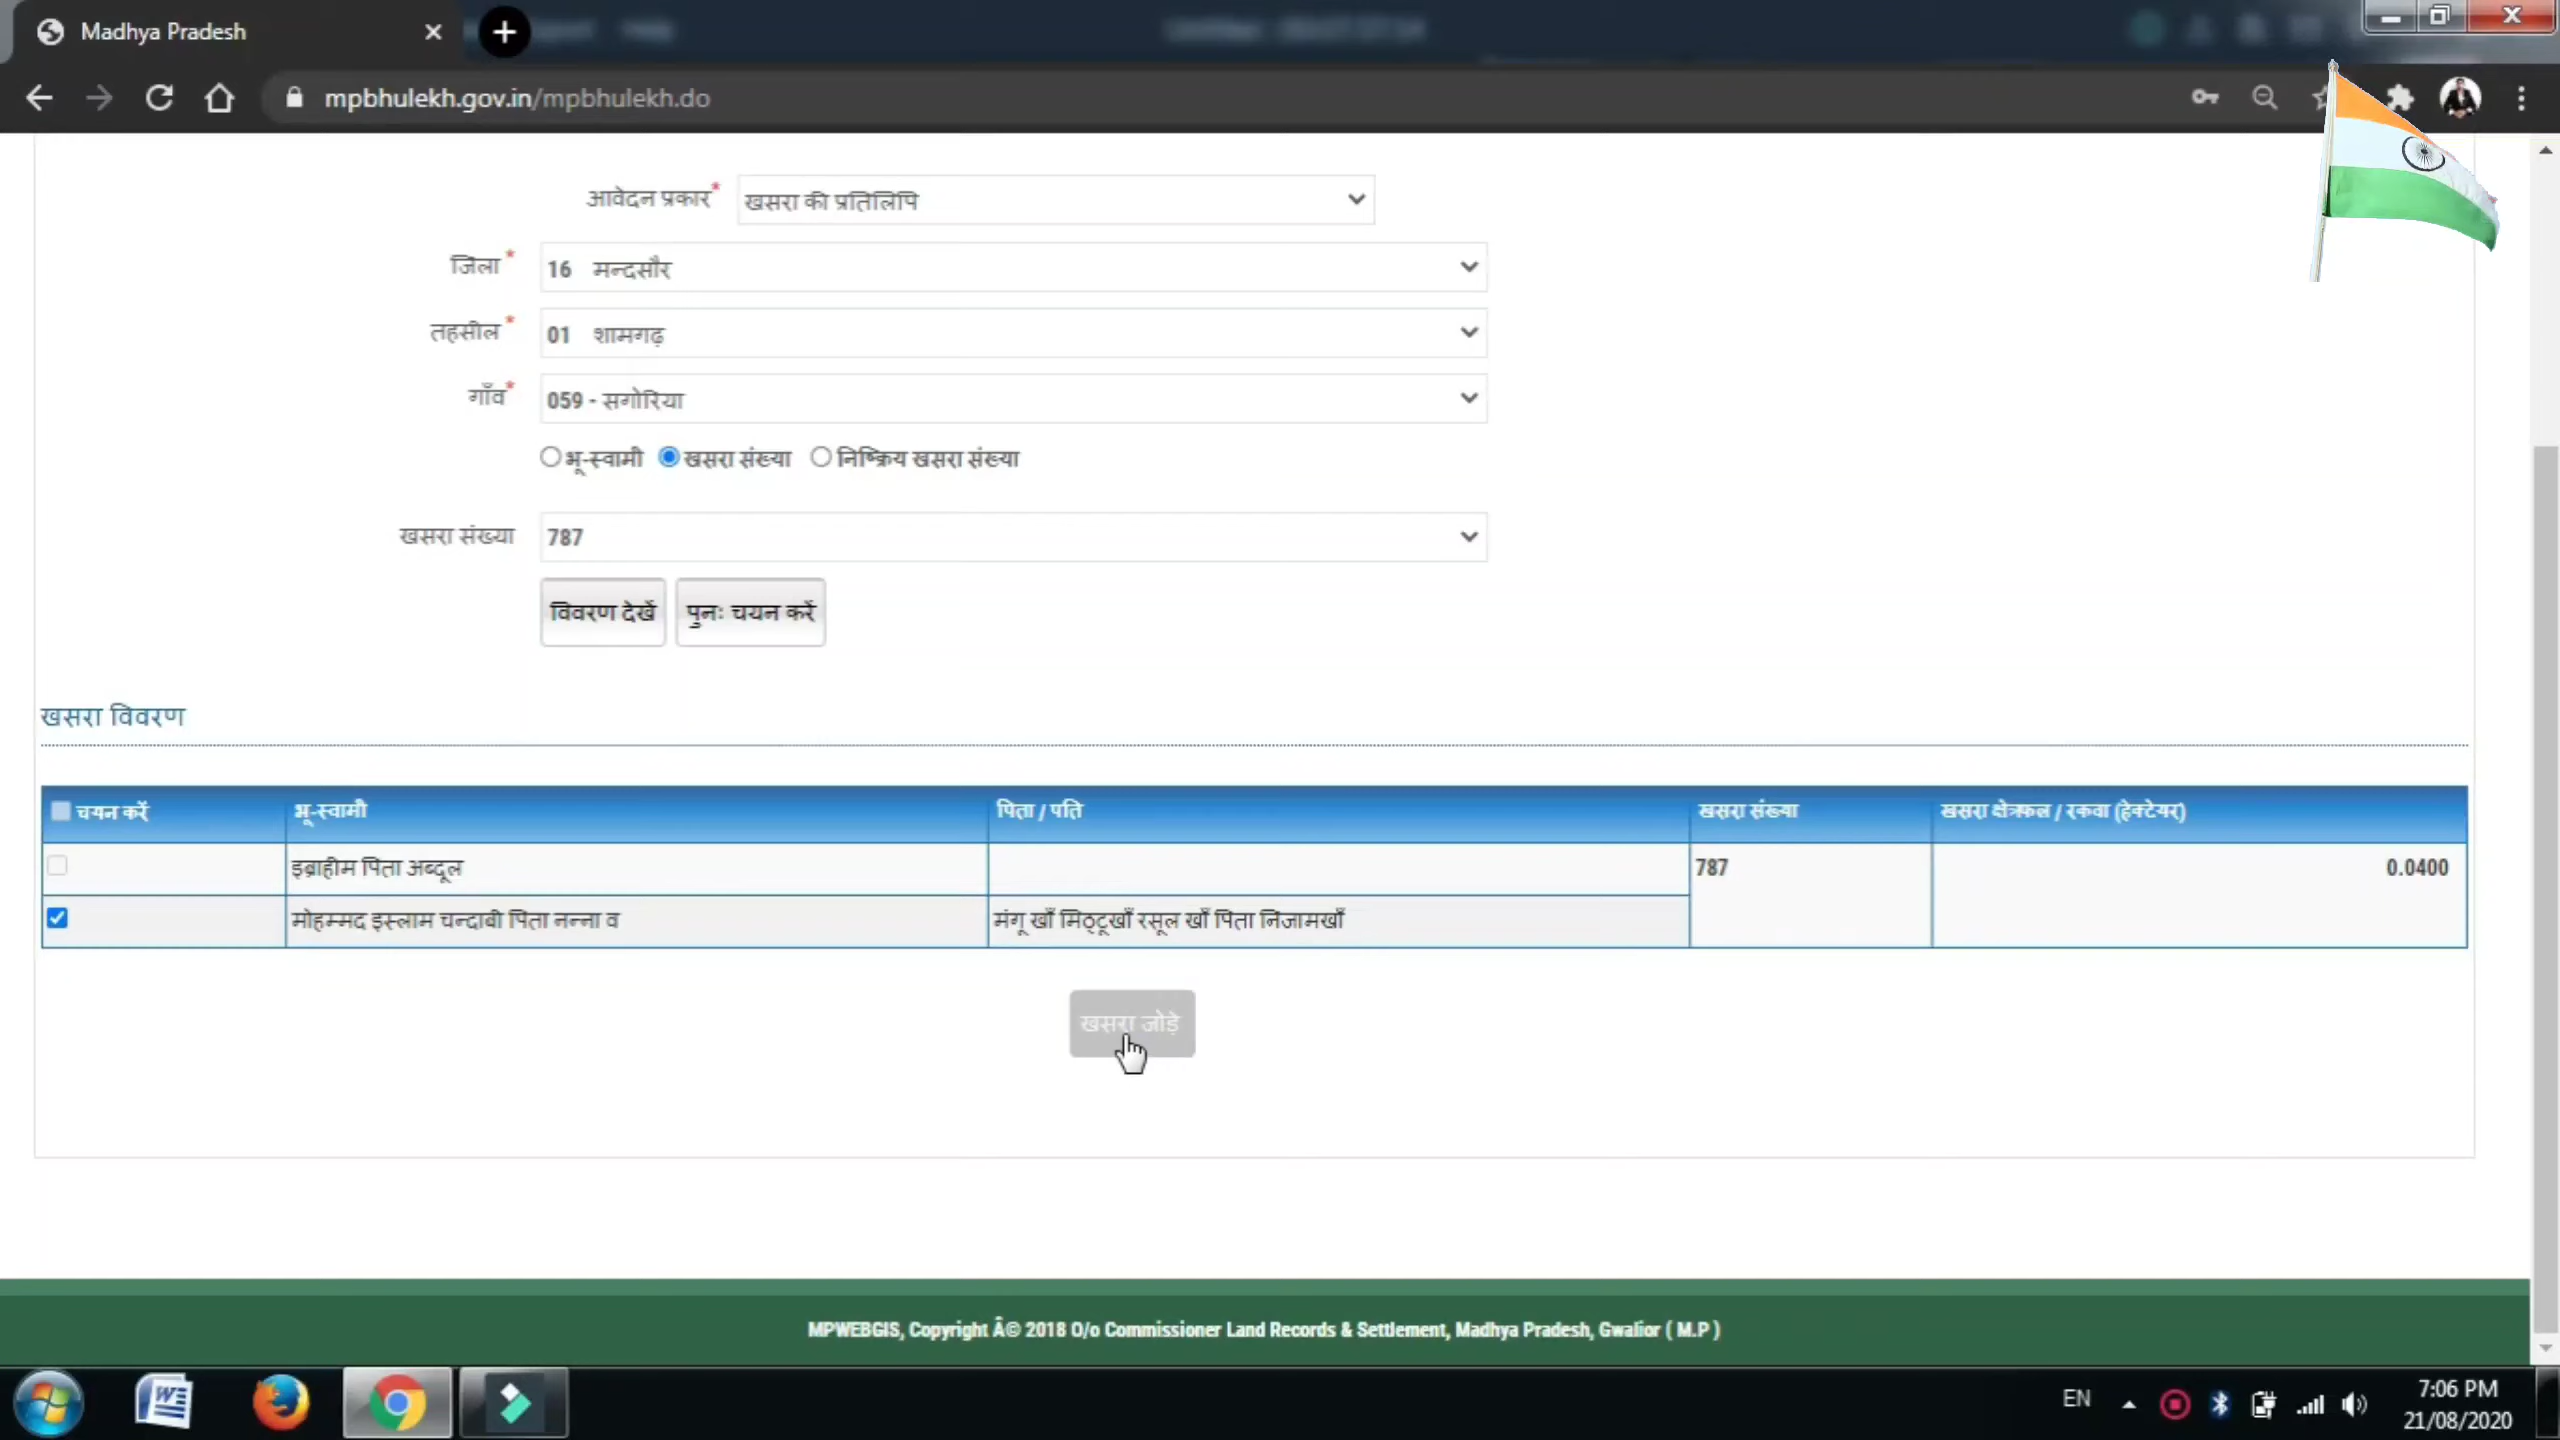 Madhya Pradesh
mpbhulekh.gov.in/mpbhulekh.do
आवेदन प्रकार* खसरा की प्रतिलिपि
जिला * 16 मन्दसौर
तहसील * 01 शामगढ़
गाँव* 059 - सगोरिया
भू-स्वामी खसरा संख्या निष्क्रिय खसरा संख्या
खसरा संख्या 787
विवरण देखें पुनः चयन करें
खसरा विवरण
चयन करें भू-स्वामी पिता / पति खसरा संख्या खसरा क्षेत्रफल / रकवा (हेक्टेयर)
इब्राहीम पिता अब्दूल 787 0.0400
मोहम्मद इस्लाम चन्दाबी पिता नन्ना व मंगू खाँ मिठ्टूखाँ रसूल खाँ पिता निजामखाँ
खसरा जोड़े
MPWEBGIS, Copyright Â© 2018 O/o Commissioner Land Records & Settlement, Madhya Pradesh, Gwalior ( M.P )
EN 7:06 PM
21/08/2020